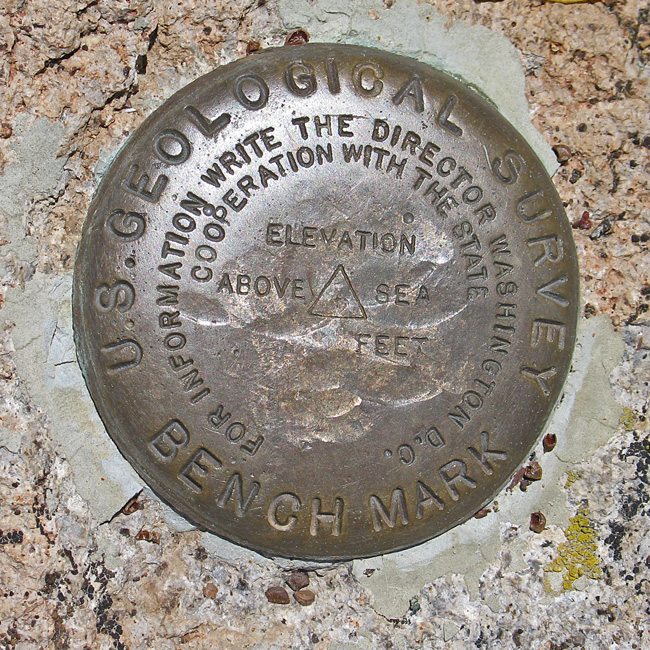 U.S. GEOLOGICAL SURVEY
FOR INFORMATION WRITE THE DIRECTOR WASHINGTON D.C.
COOPERATION WITH THE STATE
ELEVATION
ABOVE SEA
FEET
BENCH MARK